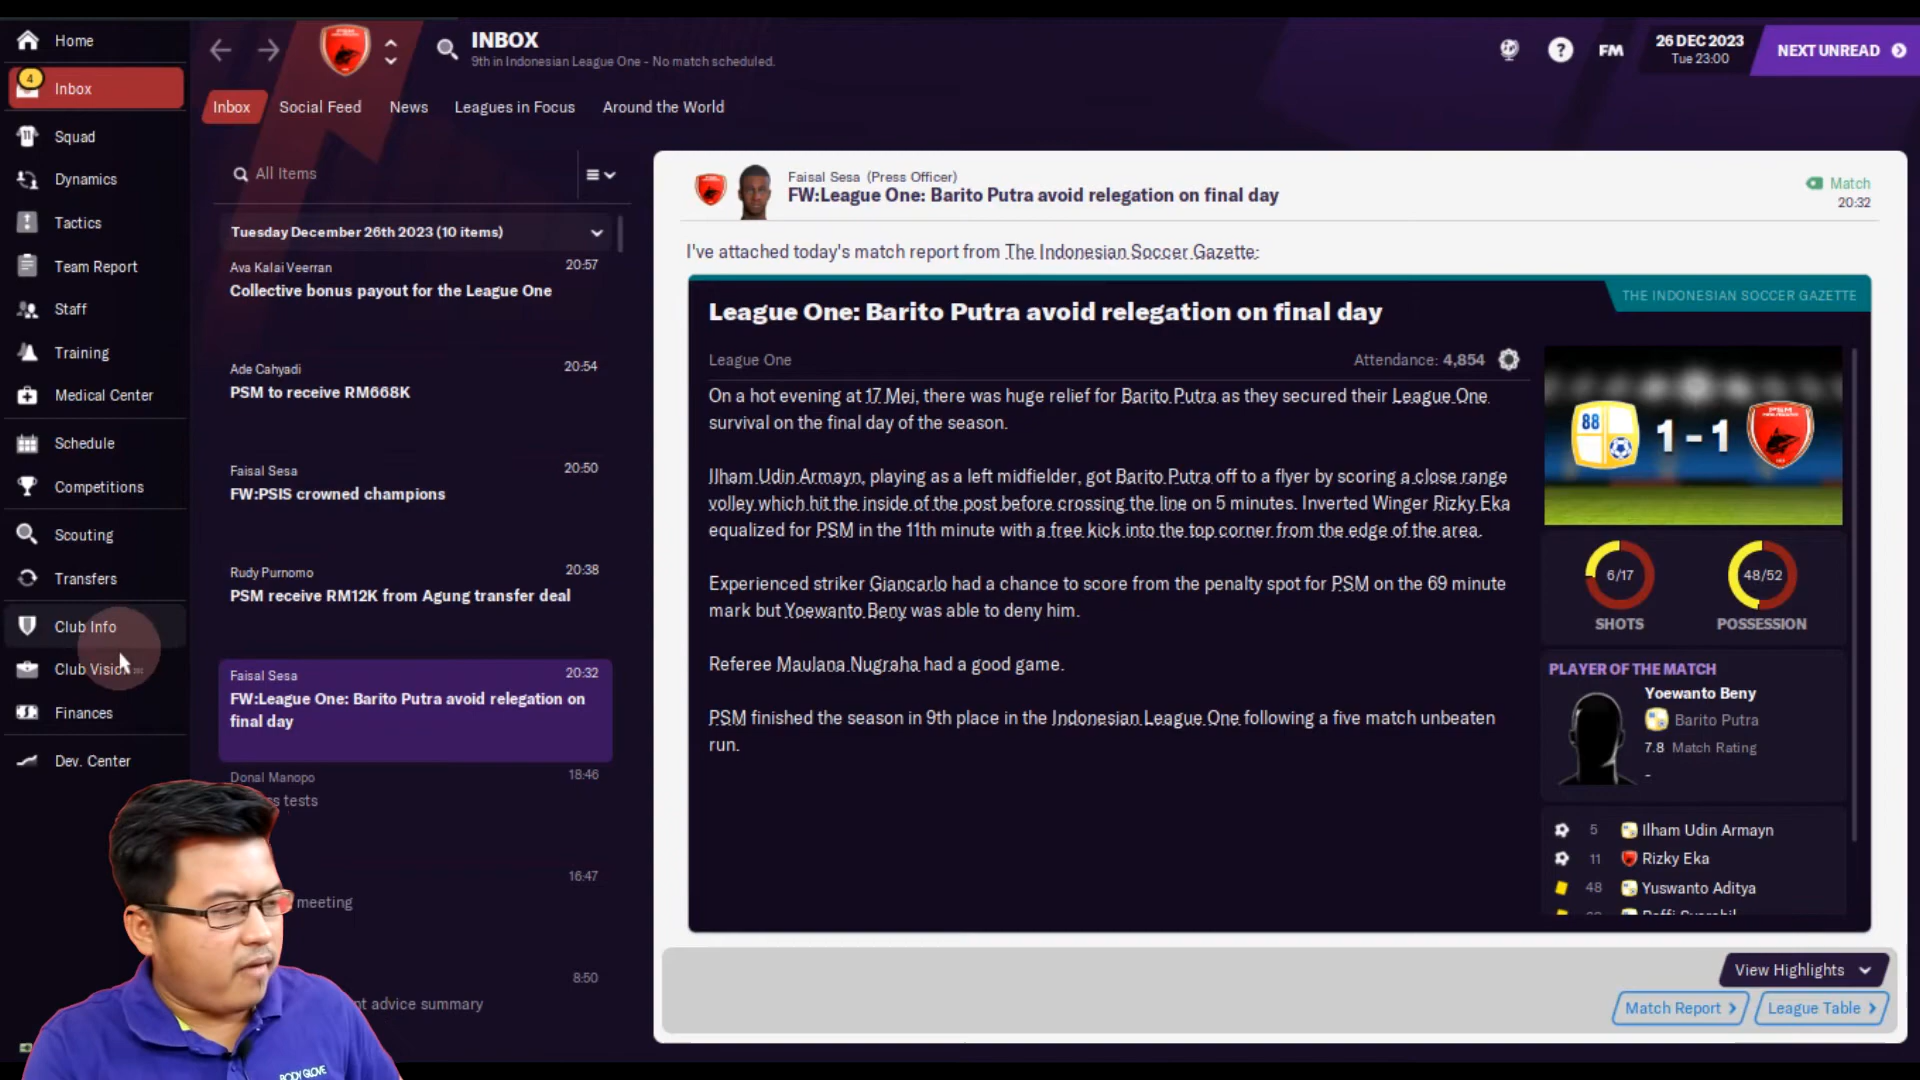 Home
Inbox
4
Squad
Dynamics
Tactics
Team Report
Staff
Training
Medical Center
Schedule
Competitions
Scouting
Transfers
Club Info
Club Vision
Finances
Dev. Center
INBOX
9th in Indonesian League One - No match scheduled.
FM
26 DEC 2023
Tue 23:00
NEXT UNREAD
Inbox Social Feed News Leagues in Focus Around the World
All Items
Tuesday December 26th 2023 (10 items)
Ava Kalai Veerran 20:57
Collective bonus payout for the League One
Ade Cahyadi 20:54
PSM to receive RM668K
Faisal Sesa 20:50
FW:PSIS crowned champions
Rudy Purnomo 20:38
PSM receive RM12K from Agung transfer deal
Faisal Sesa 20:32
FW:League One: Barito Putra avoid relegation on
final day
Donal Manopo 18:46
tests
16:47
meeting
8:50
advice summary
BODY GLOVE
Faisal Sesa (Press Officer)
FW:League One: Barito Putra avoid relegation on final day
Match
20:32
I've attached today's match report from The Indonesian Soccer Gazette:
THE INDONESIAN SOCCER GAZETTE
League One: Barito Putra avoid relegation on final day
League One Attendance: 4,854
On a hot evening at 17 Mei, there was huge relief for Barito Putra as they secured their League One
survival on the final day of the season.
Ilham Udin Armayn, playing as a left midfielder, got Barito Putra off to a flyer by scoring a close range
volley which hit the inside of the post before crossing the line on 5 minutes. Inverted Winger Rizky Eka
equalized for PSM in the 11th minute with a free kick into the top corner from the edge of the area.
Experienced striker Giancarlo had a chance to score from the penalty spot for PSM on the 69 minute
mark but Yoewanto Beny was able to deny him.
Referee Maulana Nugraha had a good game.
PSM finished the season in 9th place in the Indonesian League One following a five match unbeaten
run.
88
1 - 1
6/17 48/52
SHOTS POSSESSION
PLAYER OF THE MATCH
Yoewanto Beny
Barito Putra
7.8 Match Rating
-
5 Ilham Udin Armayn
11 Rizky Eka
48 Yuswanto Aditya
View Highlights
Match Report
League Table